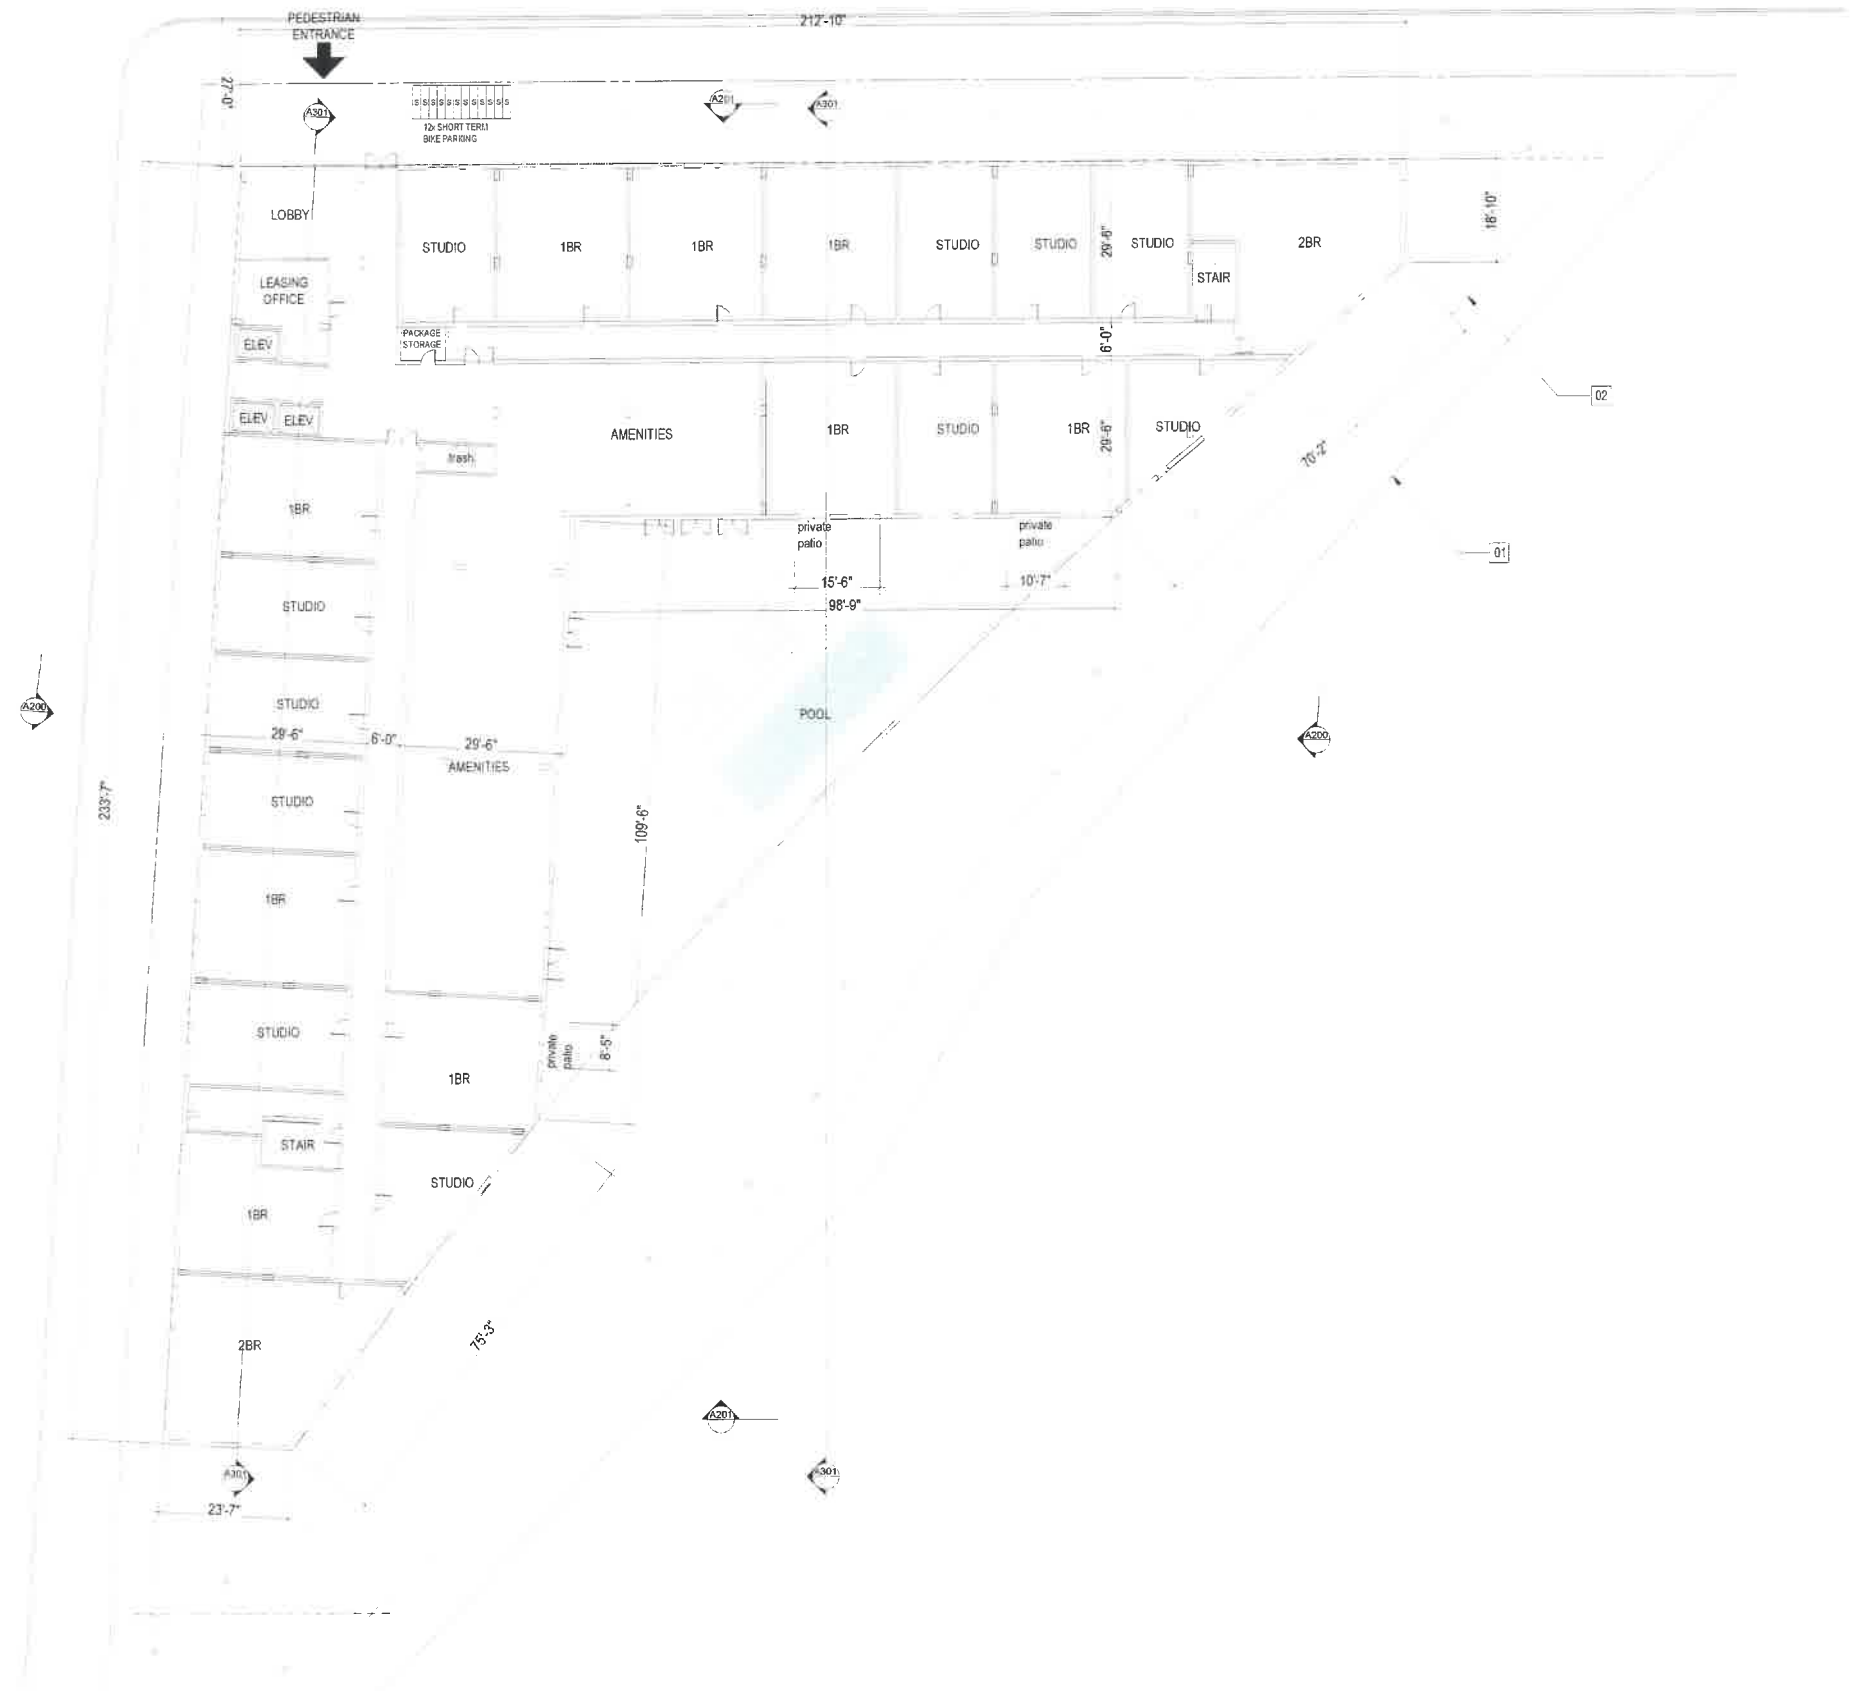 PEDESTRIAN
ENTRANCE
212'-10"
27'-0"
A301
S S S S S S S S S S S S
12x SHORT TERM
BIKE PARKING
A201
A301
LOBBY
STUDIO
1BR
1BR
1BR
STUDIO
STUDIO
29'-6"
STUDIO
STAIR
2BR
18'-10"
LEASING
OFFICE
ELEV
PACKAGE
STORAGE
6'-0"
ELEV
ELEV
trash
AMENITIES
1BR
STUDIO
1BR
29'-6"
STUDIO
02
70'-2"
01
1BR
private
patio
private
patio
15'-6"
10'-7"
98'-9"
STUDIO
A200
STUDIO
POOL
A200
29'-6"
6'-0"
29'-6"
AMENITIES
233'-7"
STUDIO
109'-6"
1BR
STUDIO
private
patio
8'-5"
1BR
STAIR
STUDIO
1BR
2BR
75'-3"
A201
A301
A301
23'-7"